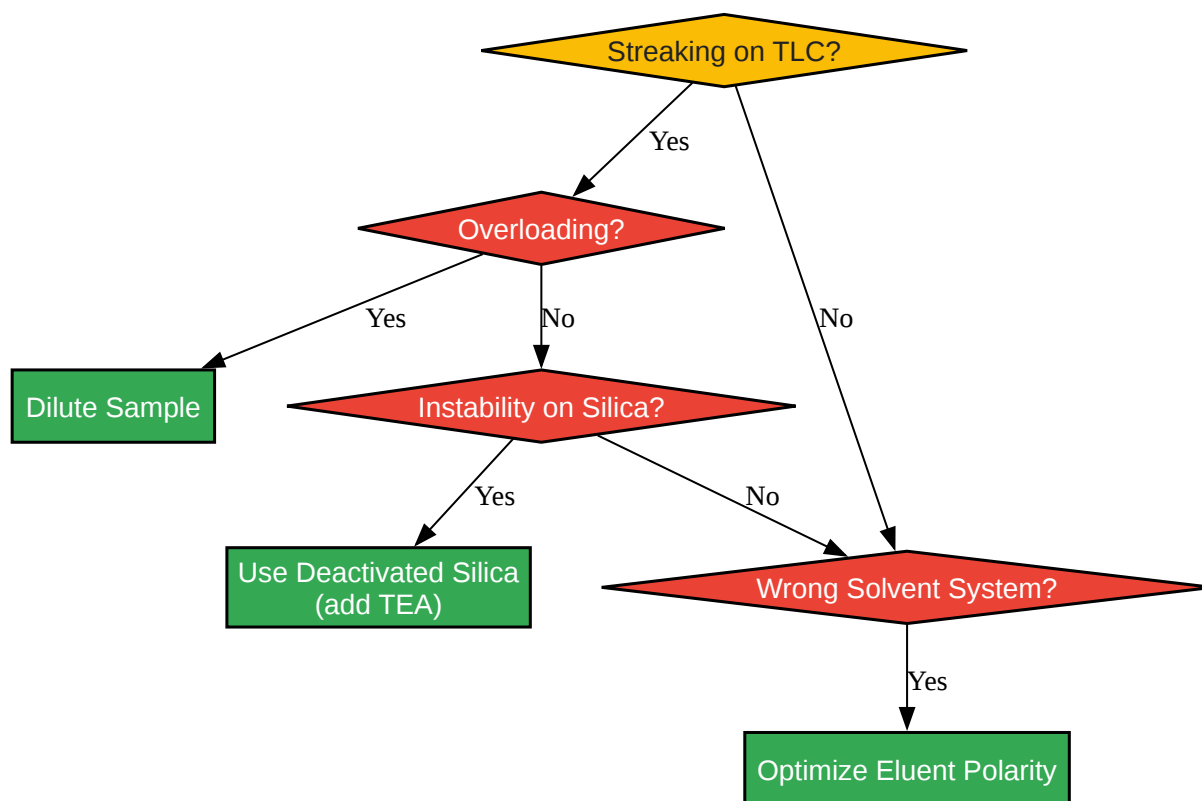 Streaking on TLC?
Yes
Overloading?
Yes
No
No
Dilute Sample
Instability on Silica?
Yes
No
Use Deactivated Silica
(add TEA)
Wrong Solvent System?
Yes
Optimize Eluent Polarity